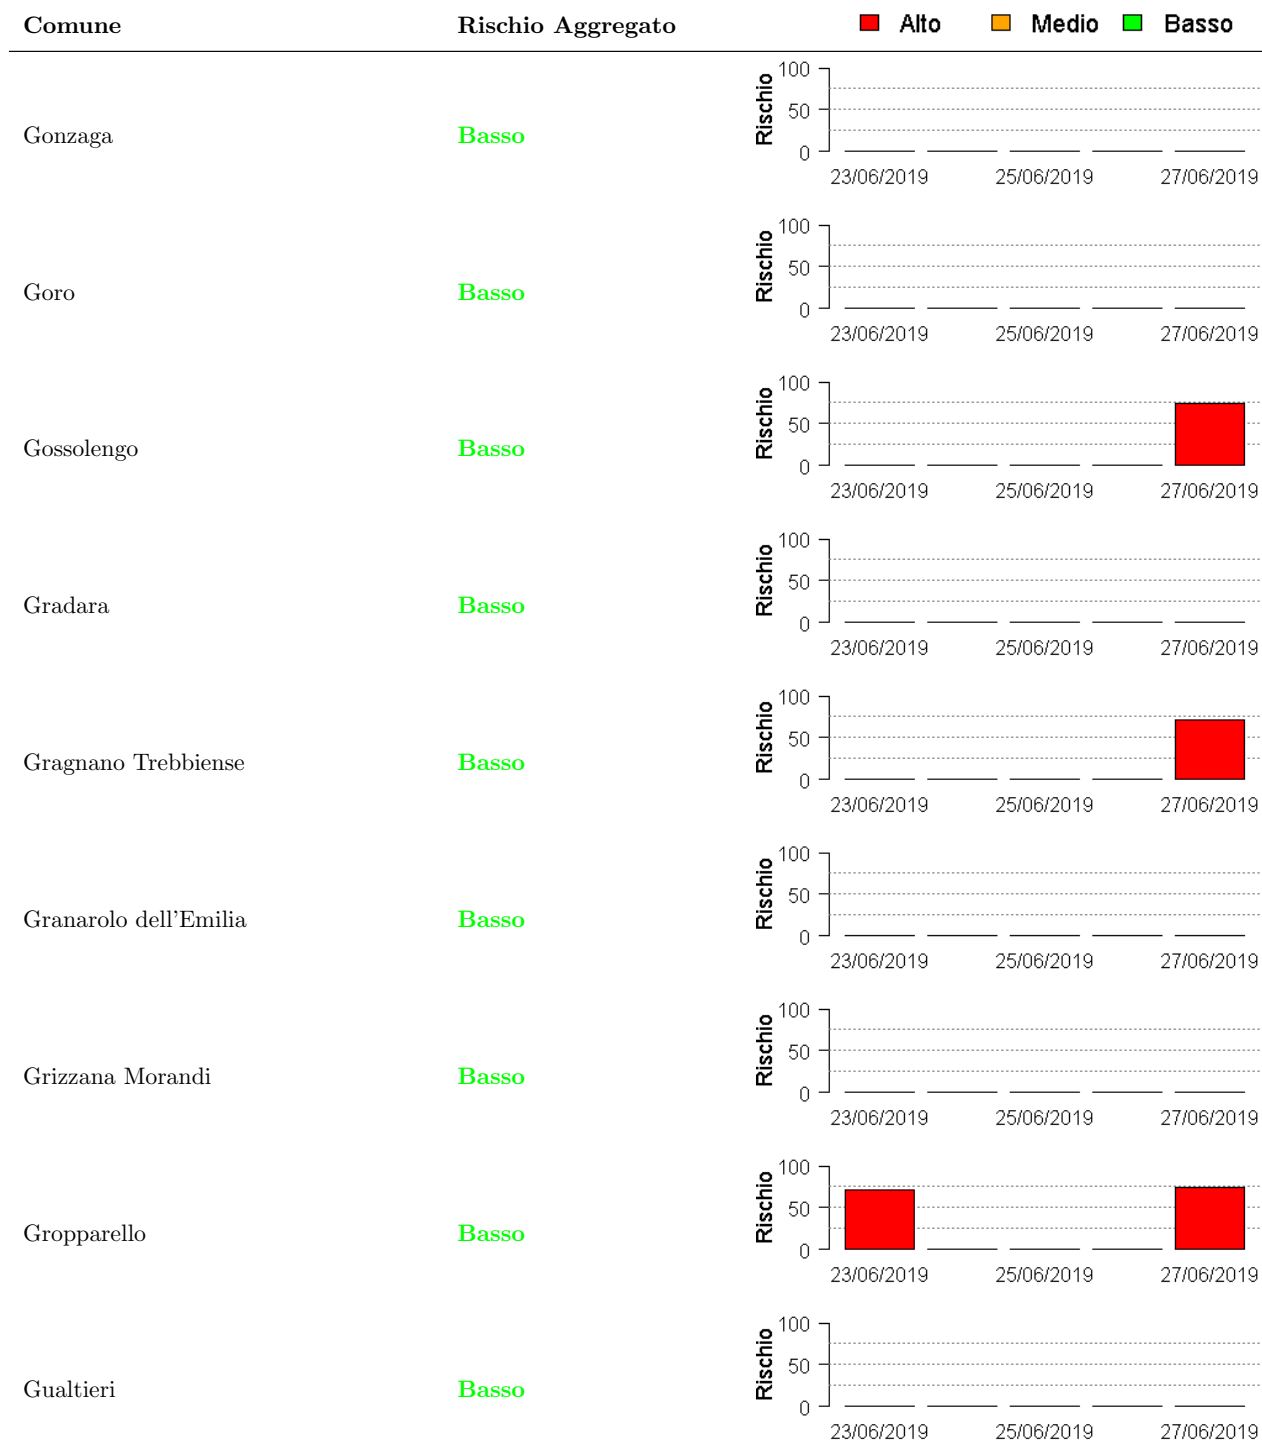 Comune Rischio Aggregato Alto Medio Basso
Gonzaga Basso
Rischio
100
50
0
23/06/2019 25/06/2019 27/06/2019
Goro Basso
Rischio
100
50
0
23/06/2019 25/06/2019 27/06/2019
Gossolengo Basso
Rischio
100
50
0
23/06/2019 25/06/2019 27/06/2019
Gradara Basso
Rischio
100
50
0
23/06/2019 25/06/2019 27/06/2019
Gragnano Trebbiense Basso
Rischio
100
50
0
23/06/2019 25/06/2019 27/06/2019
Granarolo dell'Emilia Basso
Rischio
100
50
0
23/06/2019 25/06/2019 27/06/2019
Grizzana Morandi Basso
Rischio
100
50
0
23/06/2019 25/06/2019 27/06/2019
Gropparello Basso
Rischio
100
50
0
23/06/2019 25/06/2019 27/06/2019
Gualtieri Basso
Rischio
100
50
0
23/06/2019 25/06/2019 27/06/2019